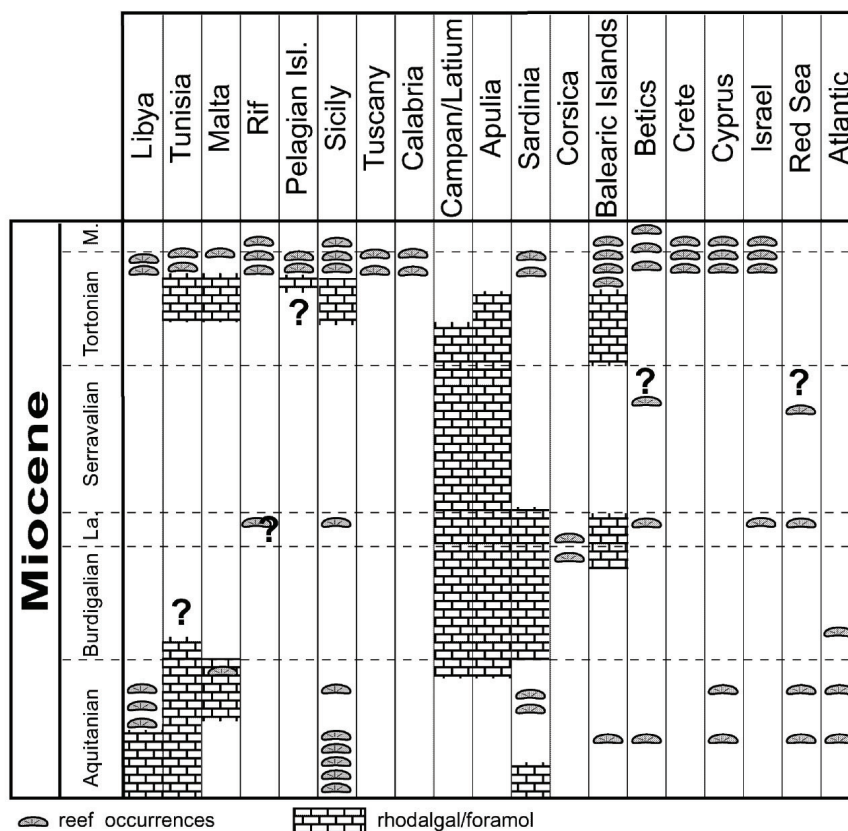 Libya
Tunisia
Malta
Rif
Pelagian Isl.
Sicily
Tuscany
Calabria
Campan/Latium
Apulia
Sardinia
Corsica
Balearic Islands
Betics
Crete
Cyprus
Israel
Red Sea
Atlantic
Miocene
M.
Tortonian
?
Serravalian
?
?
La.
?
Burdigalian
?
Aquitanian
reef occurrences
rhodalgal/foramol